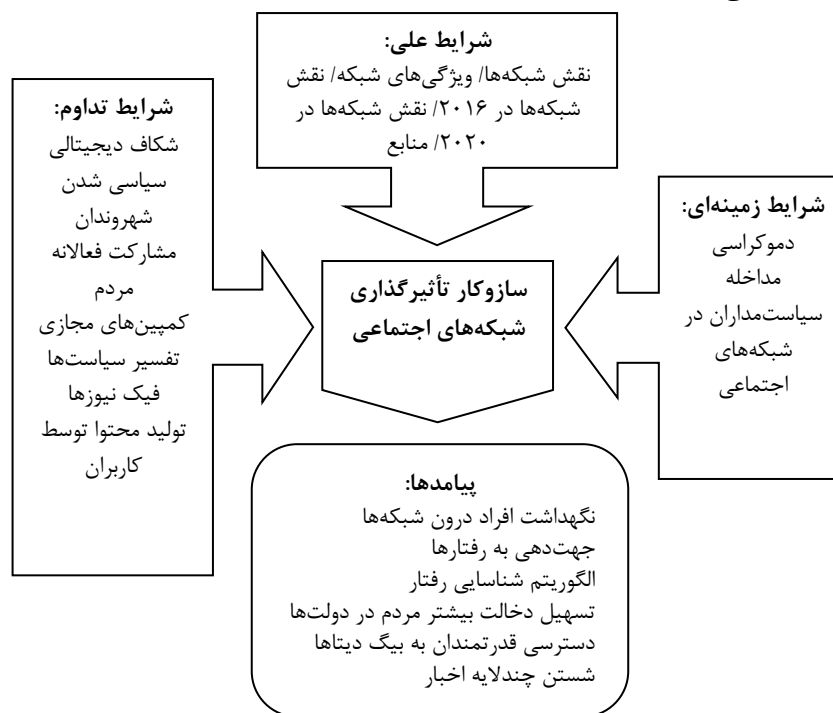 شرایط علی:
نقش شبکه‌ها/ ویژگی‌های شبکه/ نقش
شبکه‌ها در ۲۰۱۶/ نقش شبکه‌ها در
۲۰۲۰/ منابع
شرایط زمینه‌ای:
دموکراسی
مداخله
سیاست‌مداران در
شبکه‌های
اجتماعی
سازوکار تأثیرگذاری
شبکه‌های اجتماعی
شرایط تداوم:
شکاف دیجیتالی
سیاسی شدن
شهروندان
مشارکت فعالانه
مردم
کمپین‌های مجازی
تفسیر سیاست‌ها
فیک نیوزها
تولید محتوا توسط
کاربران
پیامدها:
نگهداشت افراد درون شبکه‌ها
جهت‌دهی به رفتارها
الگوریتم شناسایی رفتار
تسهیل دخالت بیشتر مردم در دولت‌ها
دسترسی قدرتمندان به بیگ دیتاها
شستن چندلایه اخبار